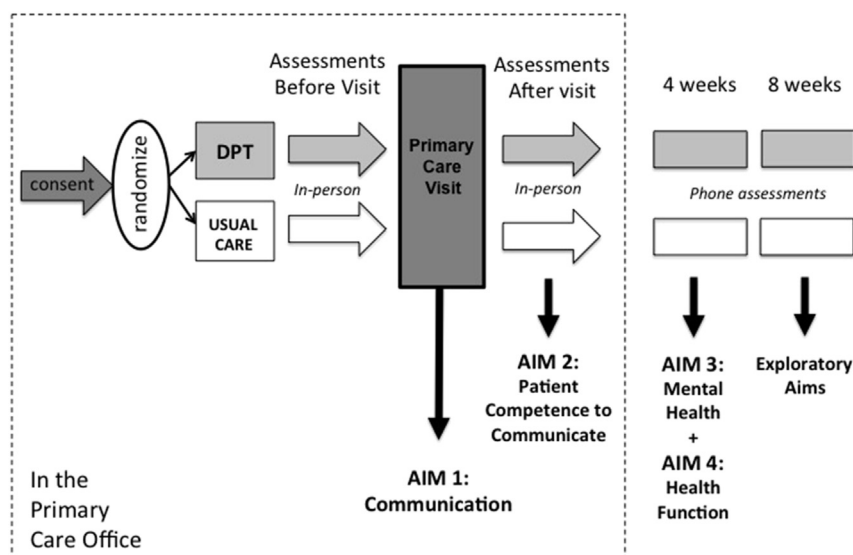 Assessments
Before Visit
Assessments
After visit
4 weeks
8 weeks
consent
randomize
DPT
USUAL
CARE
In-person
Primary
Care
Visit
In-person
Phone assessments
AIM 1:
Communication
AIM 2:
Patient
Competence to
Communicate
AIM 3:
Mental
Health
+
AIM 4:
Health
Function
Exploratory
Aims
In the
Primary
Care Office